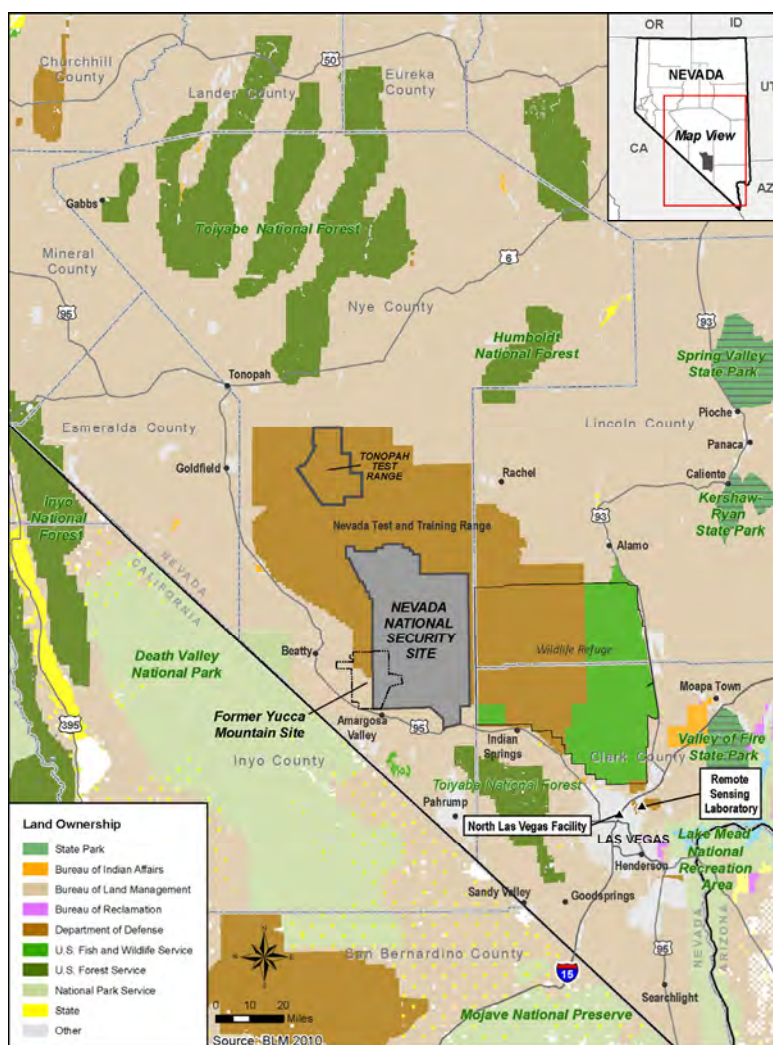 OR
ID
NEVADA
UT
Map View
CA
AZ
Churchhill
County
Lander County
50
Eureka
County
Gabbs
Toiyabe National Forest
Mineral
County
6
95
Nye County
93
Humboldt
National Forest
Spring Valley
State Park
Tonopah
Pioche
Esmeralda County
Lincoln County
Panaca
Goldfield
TONOPAH
TEST
RANGE
Rachel
Caliente
Kershaw-
Ryan
State Park
Inyo
National
Forest
Nevada Test and Training Range
93
Alamo
NEVADA
CALIFORNIA
NEVADA
NATIONAL
SECURITY
SITE
Wildlife Refuge
Death Valley
National Park
Beatty
Moapa Town
Former Yucca
Mountain Site
Amargosa
Valley
95
Indian
Springs
Clark County
Valley of Fire
State Park
395
Inyo County
Toiyabe National Forest
Remote
Sensing
Laboratory
Pahrump
North Las Vegas Facility
LAS VEGAS
Lake Mead
National
Recreation
Area
Henderson
Sandy Valley
Goodsprings
NEVADA
ARIZONA
San Bernardino County
95
15
Searchlight
Mojave National Preserve
Land Ownership
State Park
Bureau of Indian Affairs
Bureau of Land Management
Bureau of Reclamation
Department of Defense
U.S. Fish and Wildlife Service
U.S. Forest Service
National Park Service
State
Other
N
0 10 20
Miles
Source: BLM 2010